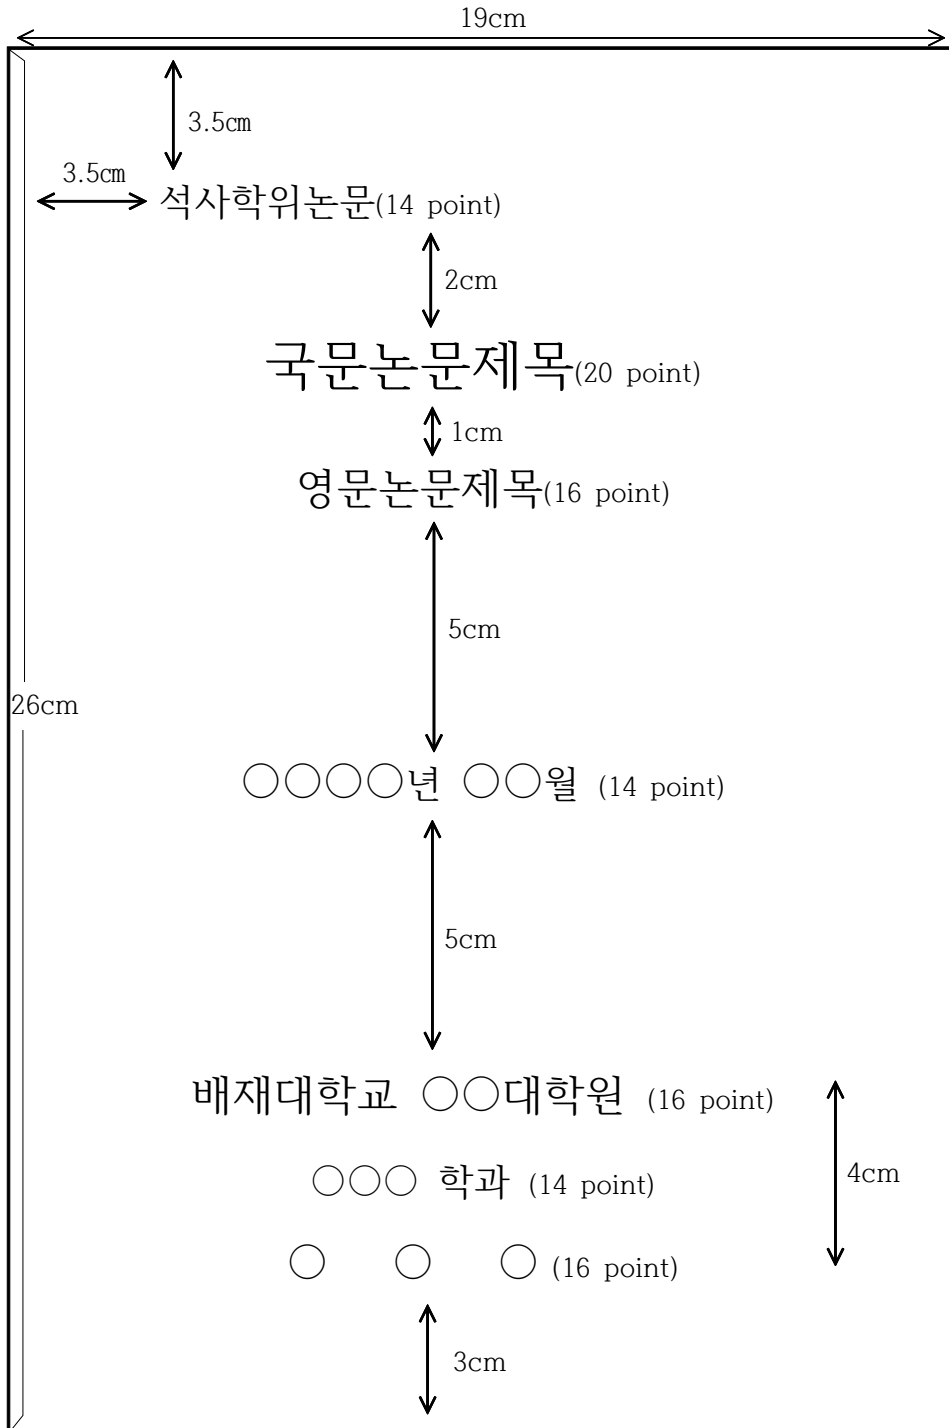 19cm
3.5㎝
3.5㎝
석사학위논문(14 point)
2cm
국문논문제목(20 point)
1cm
영문논문제목(16 point)
5cm
26cm
○○○○년 ○○월 (14 point)
5cm
배재대학교 ○○대학원 (16 point)
4cm
○○○ 학과 (14 point)
○ ○ ○ (16 point)
3cm